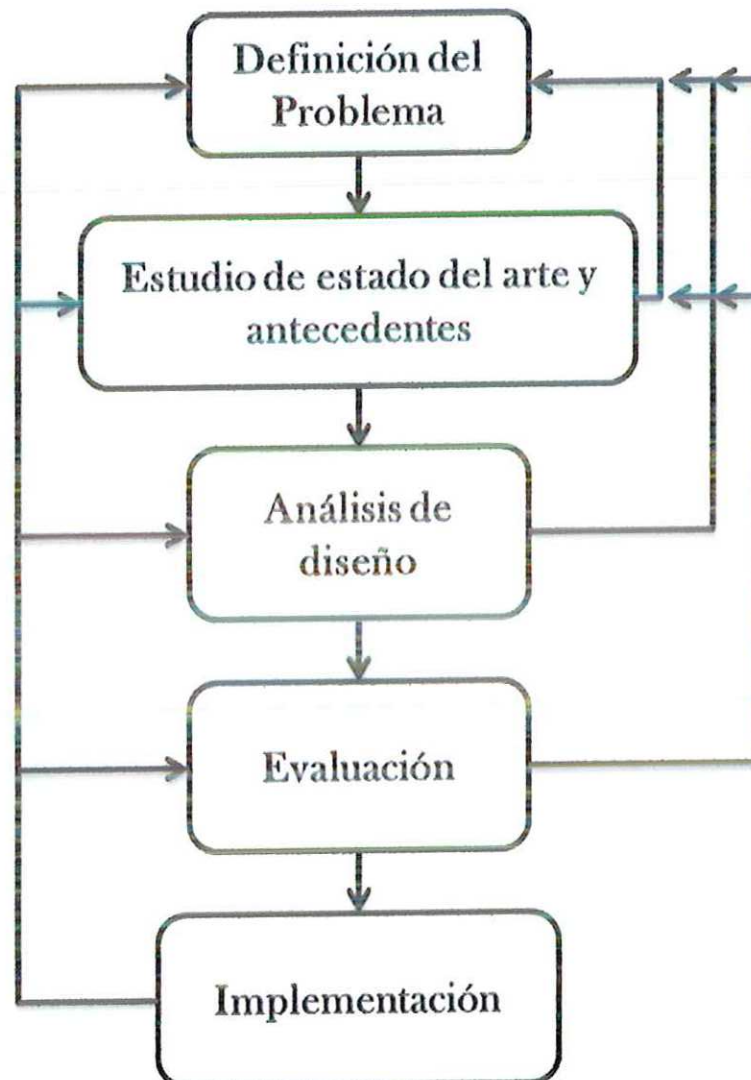 Definición del
Problema
Estudio de estado del arte y
antecedentes
Análisis de
diseño
Evaluación
Implementación